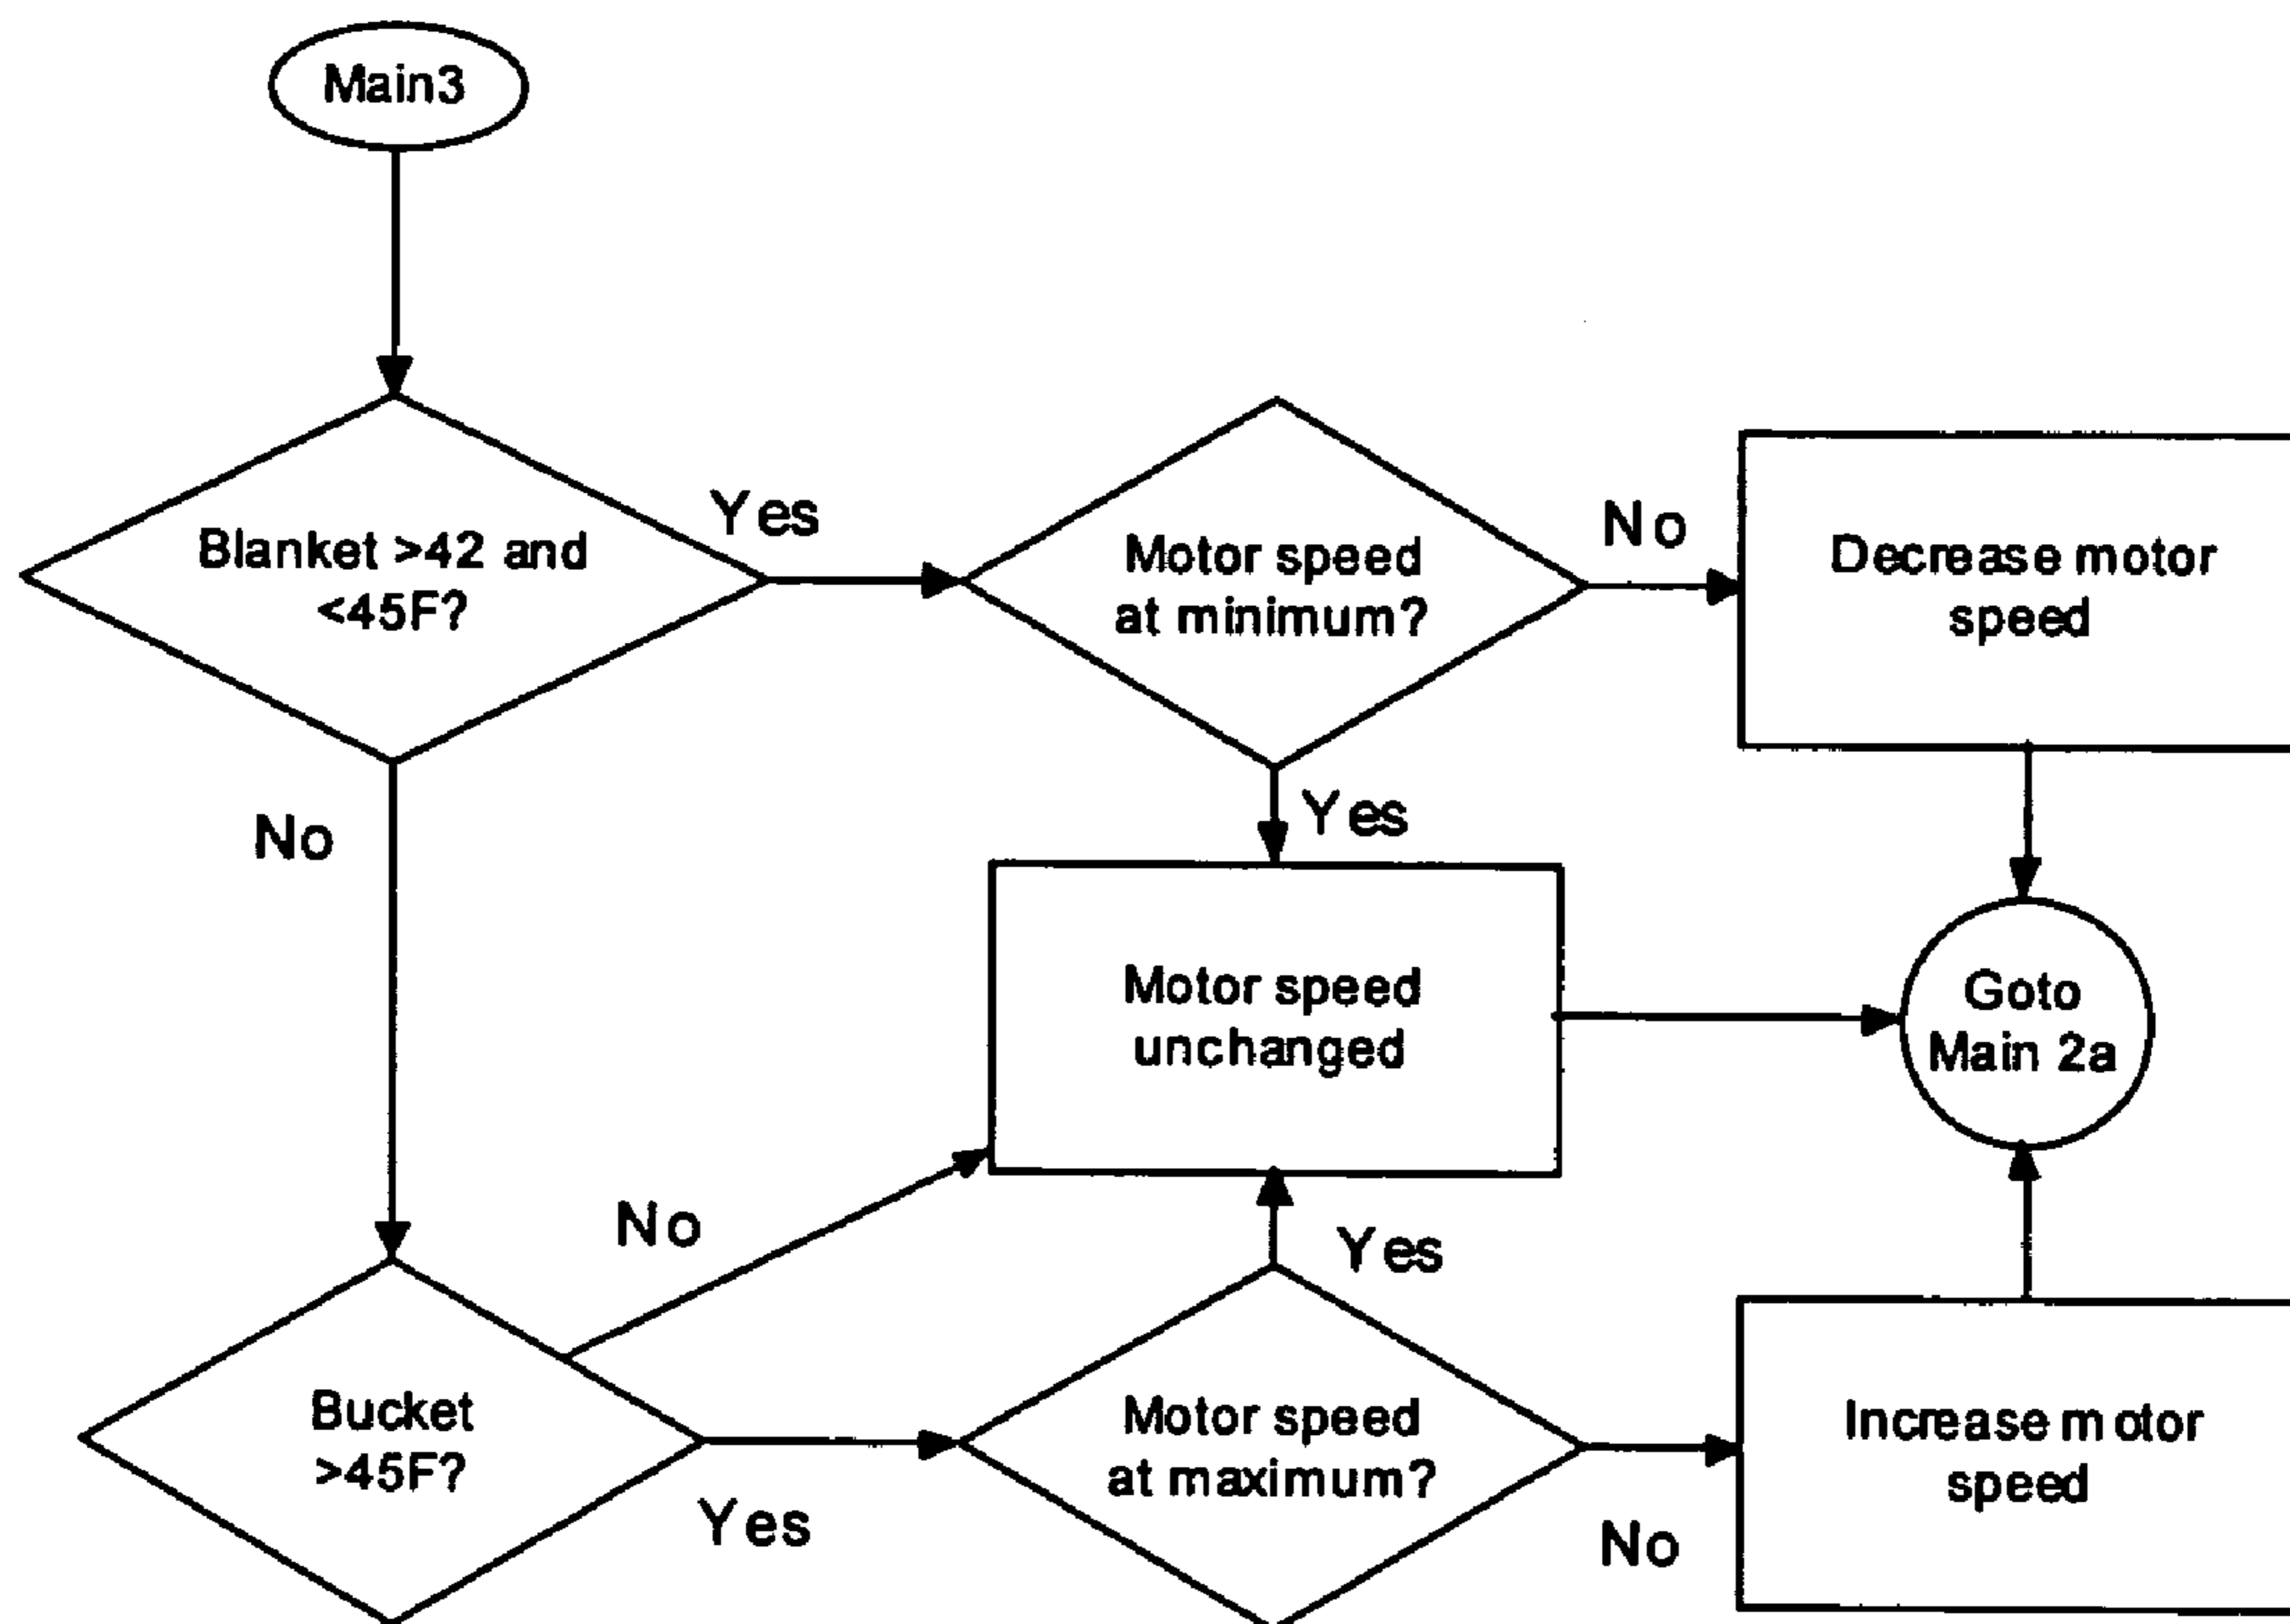 Main3
Blanket >42 and
<45F?
Yes
Motor speed
at minimum?
No
Decrease motor
speed
No
Yes
Motor speed
unchanged
Goto
Main 2a
No
Yes
Bucket
>45F?
Yes
Motor speed
at maximum?
No
Increase motor
speed